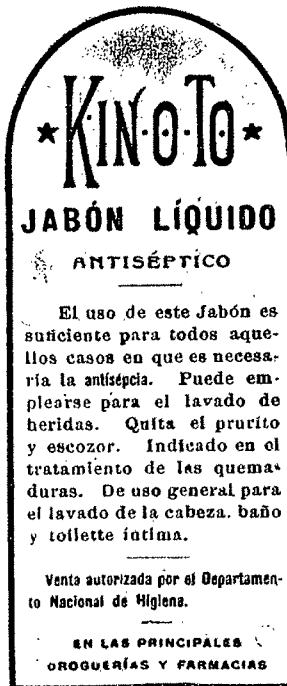 ★ KIN-O-TO ★
JABÓN LÍQUIDO
ANTISÉPTICO
El uso de este Jabón es
suficiente para todos aque-
llos casos en que es necesa-
ria la antisépcia. Puede em-
plearse para el lavado de
heridas. Quita el prurito
y escozor. Indicado en el
tratamiento de las quema-
duras. De uso general para
el lavado de la cabeza. baño
y toilette íntima.
Venta autorizada por el Departamen-
to Nacional de Higiene.
EN LAS PRINCIPALES
DROGUERÍAS Y FARMACIAS